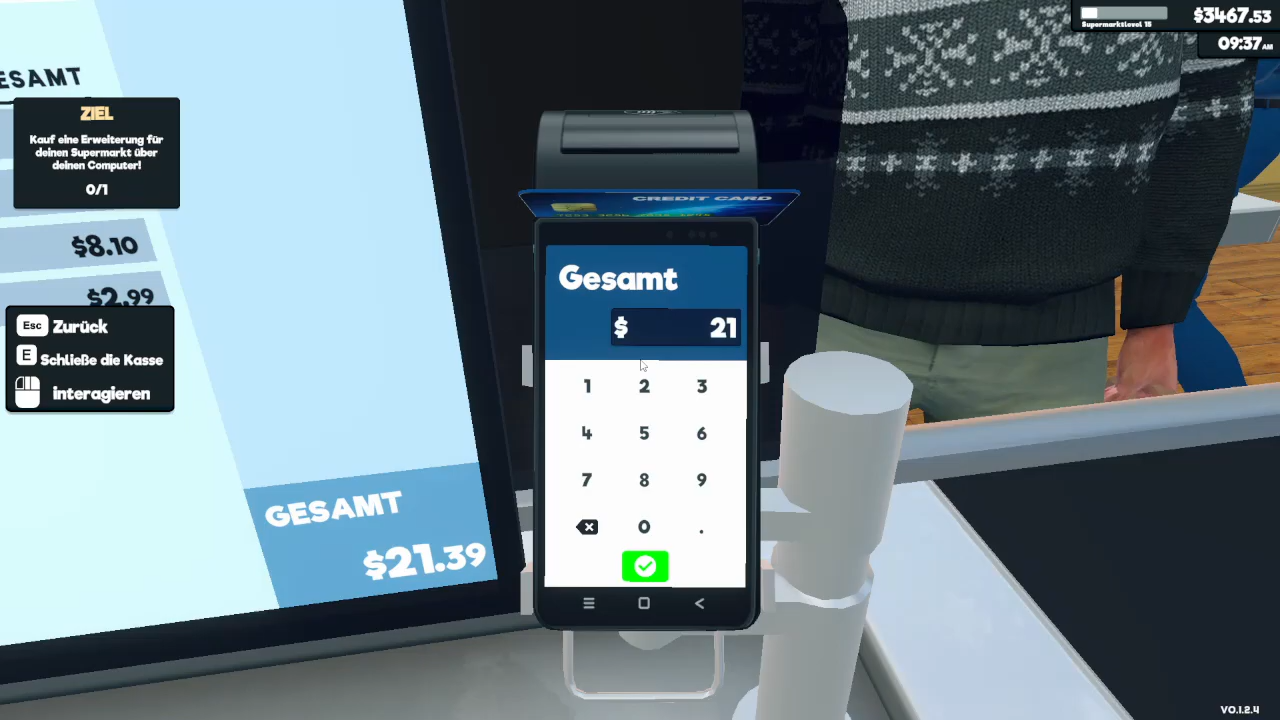 $3467.53
Supermarktlevel 15
09:37AM
GESAMT
ZIEL
Kauf eine Erweiterung für
deinen Supermarkt über
deinen Computer!
0/1
$8.10
$2.99
Esc Zurück
E Schließe die Kasse
interagieren
CREDIT CARD
Gesamt
$ 21
1 2 3
4 5 6
7 8 9
0 .
GESAMT
$21.39
V0.1.2.4